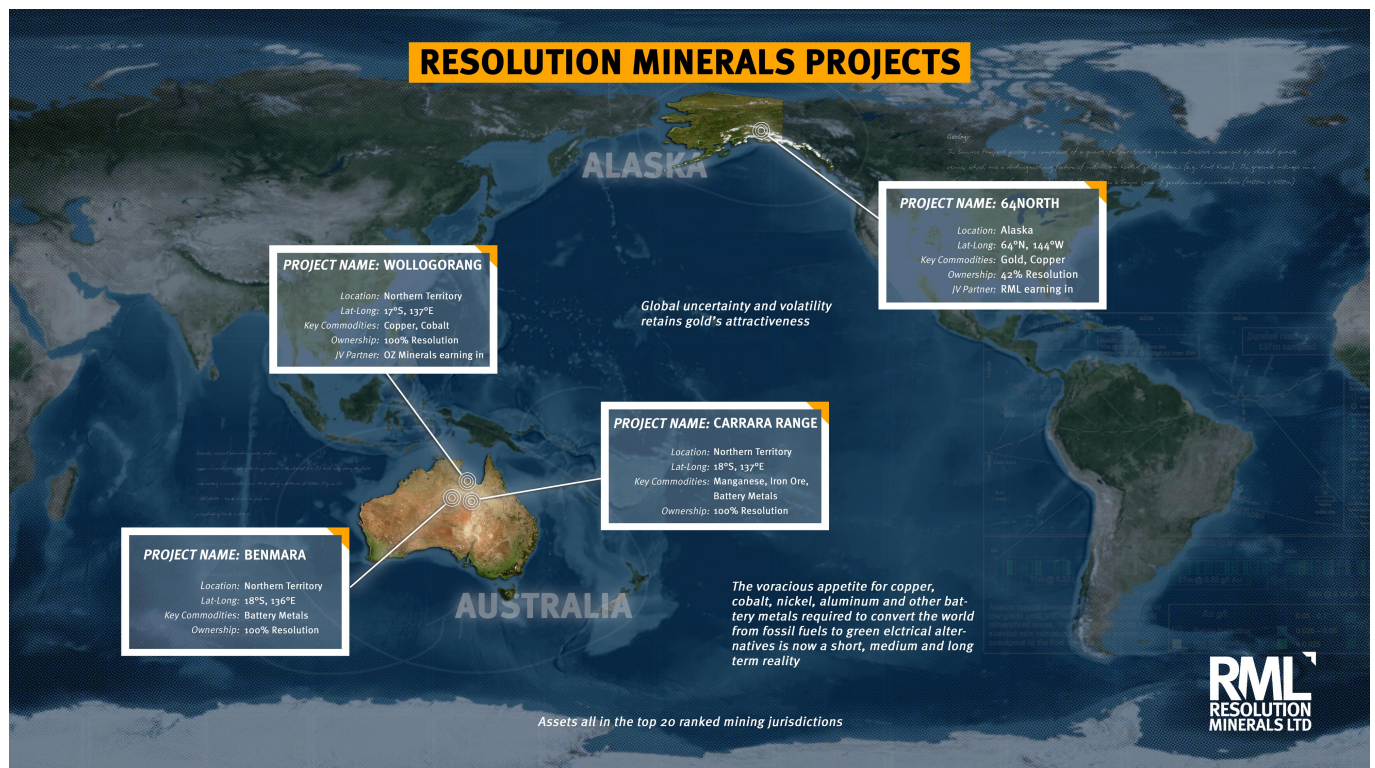 RESOLUTION MINERALS PROJECTS
ALASKA
Geology
PROJECT NAME: 64NORTH
Location: Alaska
Lat-Long: 64°N, 144°W
Key Commodities: Gold, Copper
Ownership: 42% Resolution
JV Partner: RML earning in
PROJECT NAME: WOLLOGORANG
Location: Northern Territory
Lat-Long: 17°S, 137°E
Key Commodities: Copper, Cobalt
Ownership: 100% Resolution
JV Partner: OZ Minerals earning in
Global uncertainty and volatility
retains gold's attractiveness
PROJECT NAME: CARRARA RANGE
Location: Northern Territory
Lat-Long: 18°S, 137°E
Key Commodities: Manganese, Iron Ore,
Battery Metals
Ownership: 100% Resolution
PROJECT NAME: BENMARA
Location: Northern Territory
Lat-Long: 18°S, 136°E
Key Commodities: Battery Metals
Ownership: 100% Resolution
AUSTRALIA
The voracious appetite for copper,
cobalt, nickel, aluminum and other bat-
tery metals required to convert the world
from fossil fuels to green elctrical alter-
natives is now a short, medium and long
term reality
Assets all in the top 20 ranked mining jurisdictions
RML
RESOLUTION
MINERALS LTD